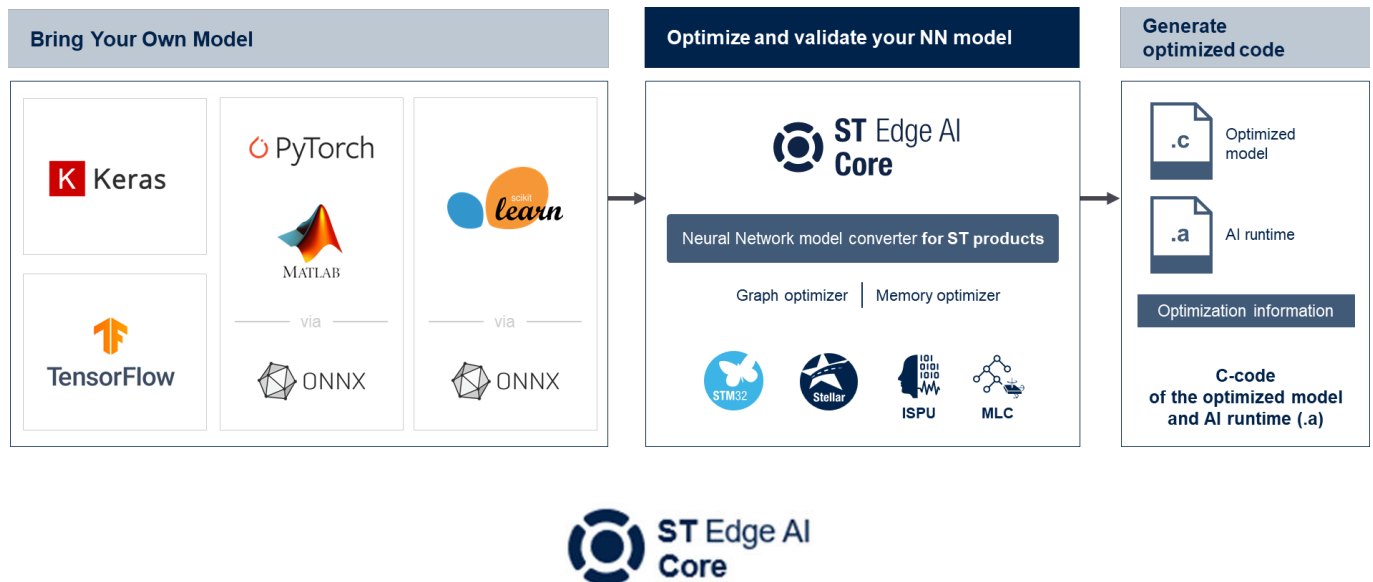 Bring Your Own Model
K Keras
TensorFlow
PyTorch
MATLAB
via
ONNX
scikit
learn
via
ONNX
Optimize and validate your NN model
ST Edge AI
Core
Neural Network model converter for ST products
Graph optimizer
Memory optimizer
STM32
Stellar
101
0101
1010
ISPU
MLC
Generate
optimized code
.c
Optimized
model
.a
AI runtime
Optimization information
C-code
of the optimized model
and AI runtime (.a)
ST Edge AI
Core